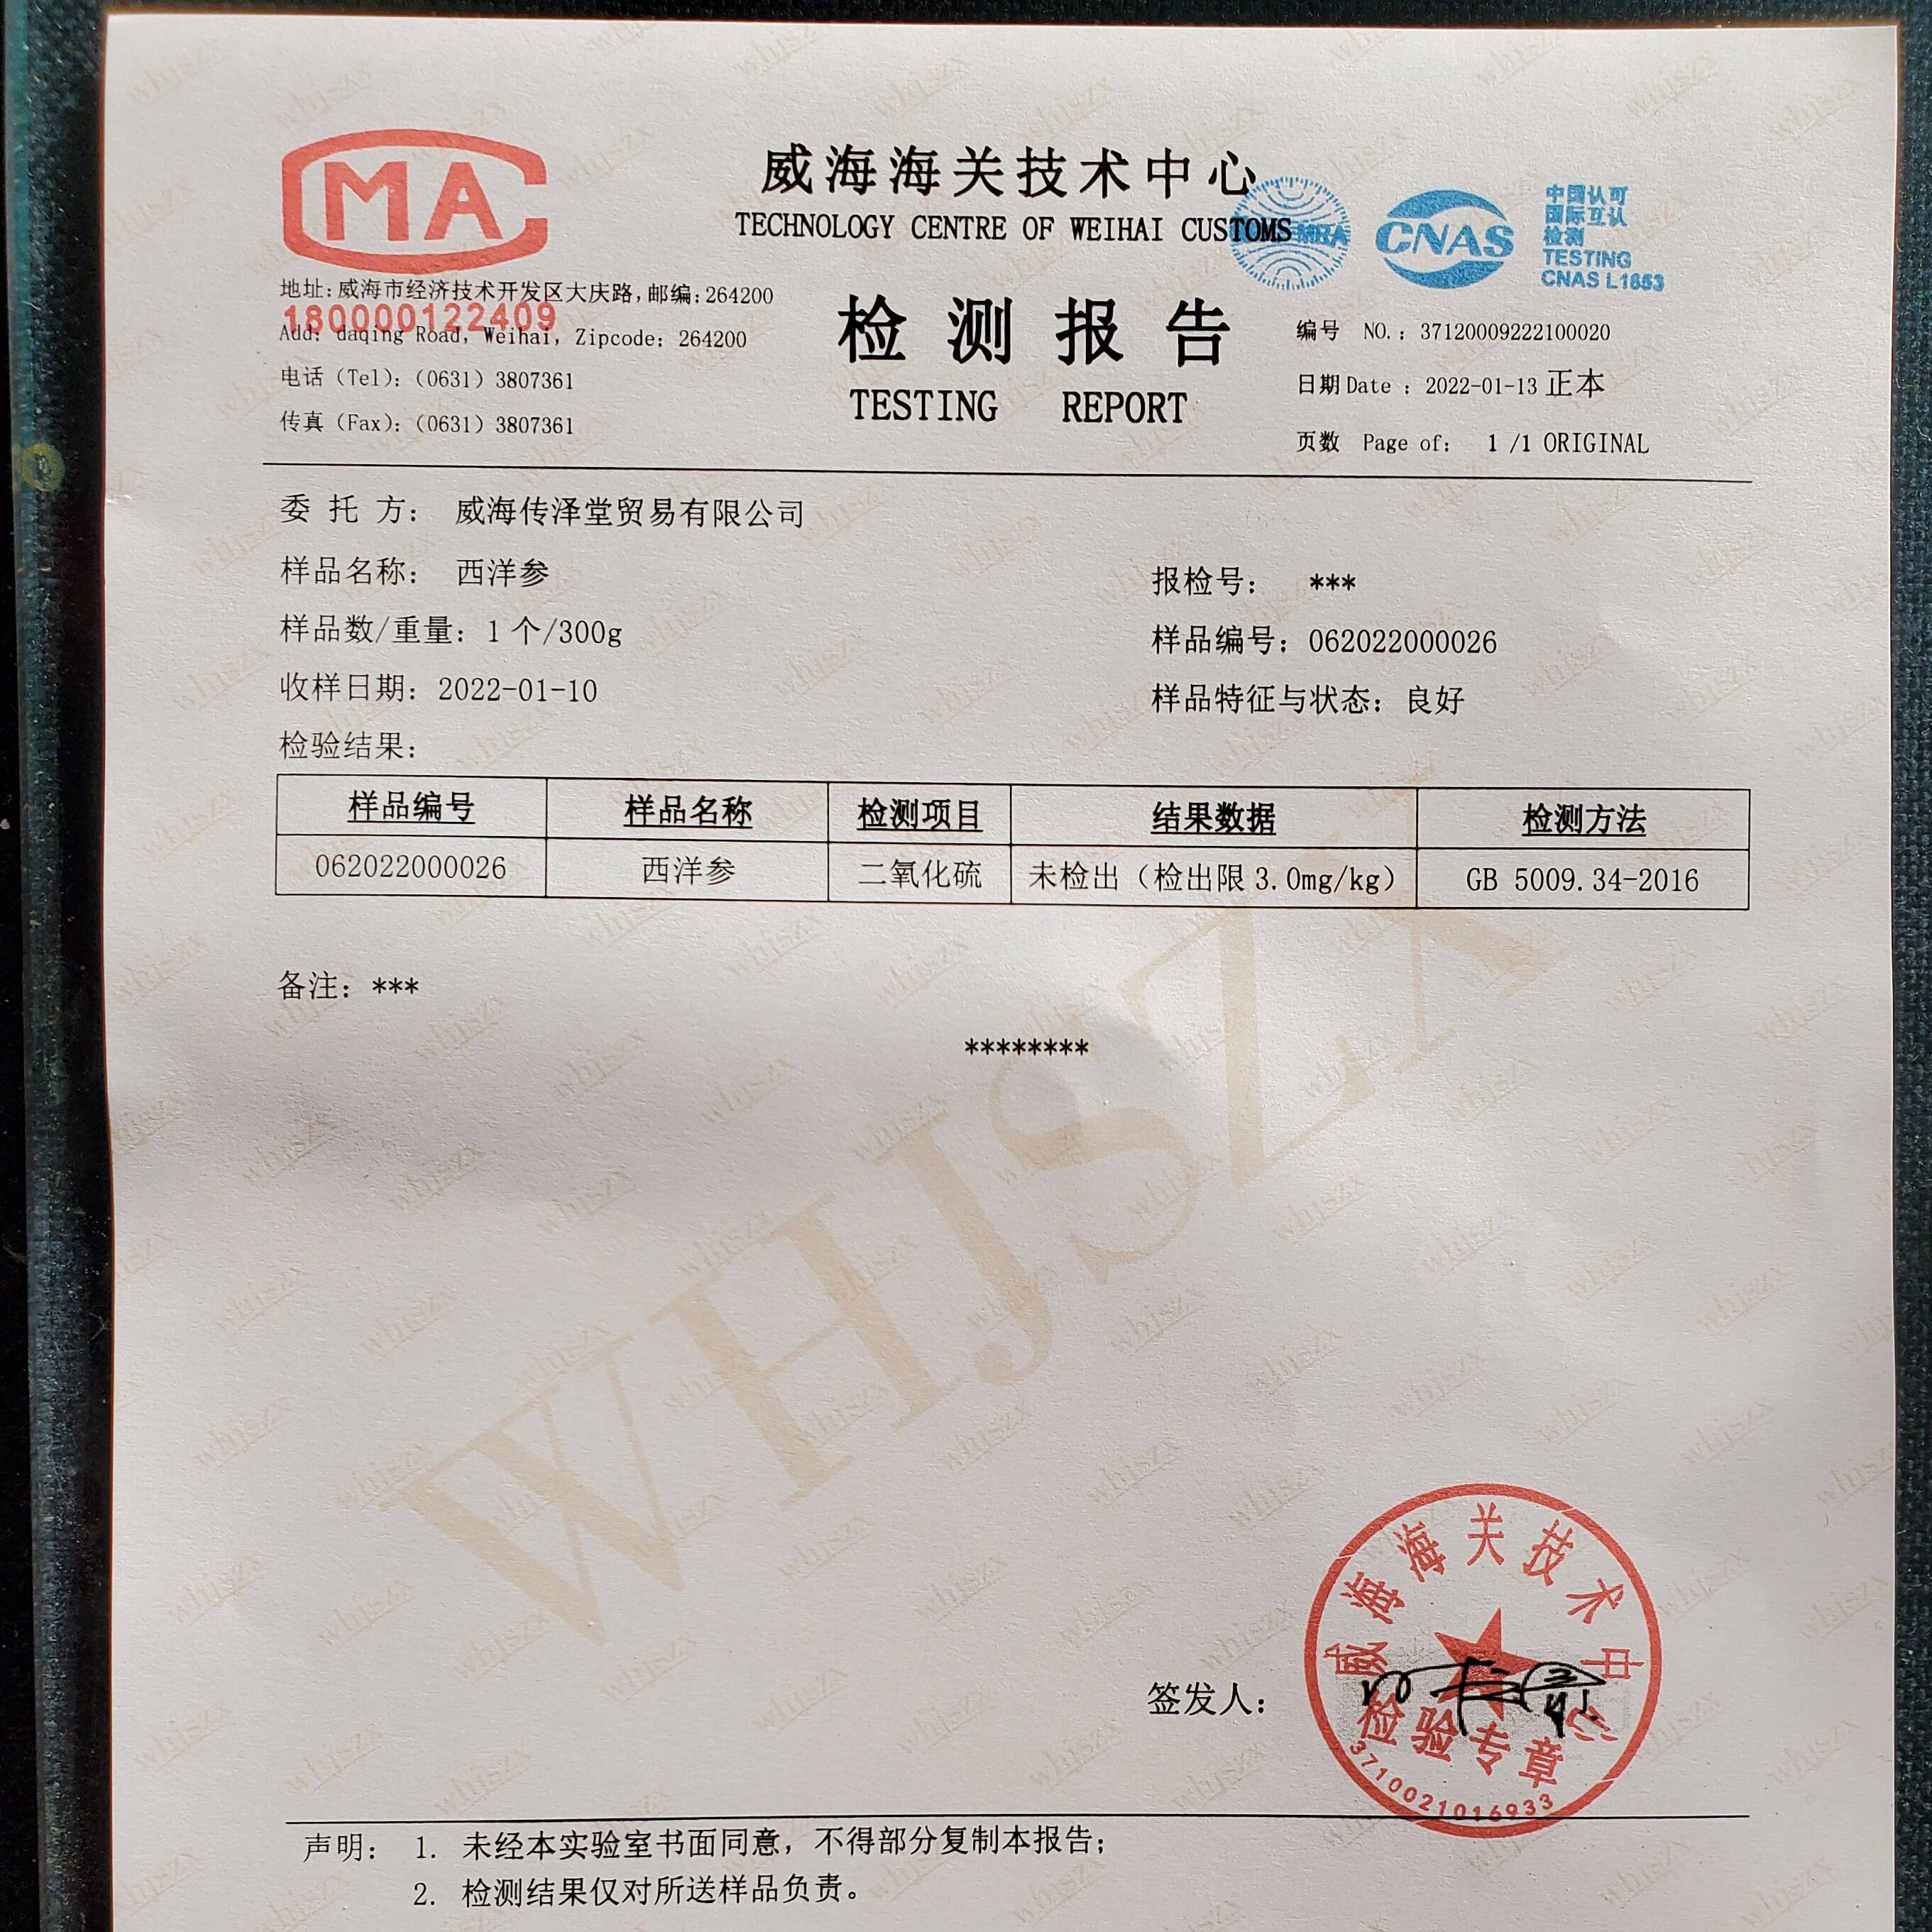 MA
威海海关技术中心
TECHNOLOGY CENTRE OF WEIHAI CUSTOMS
MRA
CNAS
中国认可
国际互认
检测
TESTING
CNAS L1853
地址:威海市经济技术开发区大庆路,邮编:264200
180000122409
Add: daqing Road, Weihai, Zipcode: 264200
电话(Tel):(0631)3807361
传真(Fax):(0631)3807361
检测报告
TESTING REPORT
编号 NO.: 37120009222100020
日期Date : 2022-01-13 正本
页数 Page of: 1 /1 ORIGINAL
委 托 方: 威海传泽堂贸易有限公司
样品名称: 西洋参
报检号: ***
样品数/重量: 1 个/300g
样品编号: 062022000026
收样日期: 2022-01-10
样品特征与状态: 良好
检验结果:
样品编号 样品名称 检测项目 结果数据 检测方法
062022000026 西洋参 二氧化硫 未检出(检出限 3.0mg/kg) GB 5009.34-2016
备注: ***
********
WHJSZX
签发人:
威海海关技术中心
检验专章
3710021016933
声明: 1. 未经本实验室书面同意, 不得部分复制本报告;
2. 检测结果仅对所送样品负责。